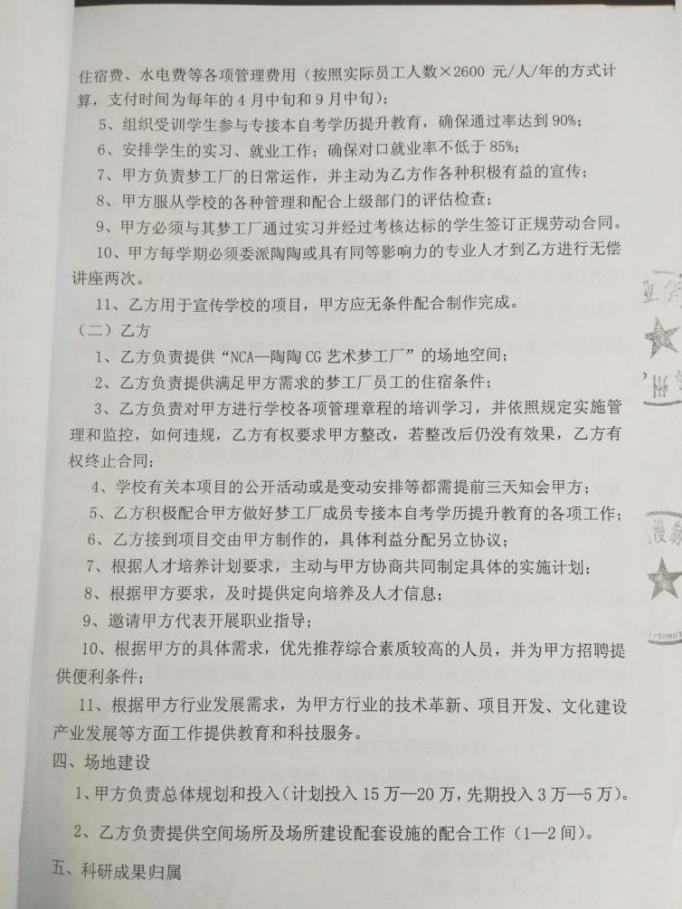 住宿费、水电费等各项管理费用（按照实际员工人数×2600 元/人/年的方式计
算，支付时间为每年的 4 月中旬和 9 月中旬）；
5、组织受训学生参与专接本自考学历提升教育，确保通过率达到 90%；
6、安排学生的实习、就业工作；确保对口就业率不低于 85%；
7、甲方负责梦工厂的日常运作，并主动为乙方作各种积极有益的宣传；
8、甲方服从学校的各种管理和配合上级部门的评估检查；
9、甲方必须与其梦工厂通过实习并经过考核达标的学生签订正规劳动合同。
10、甲方每学期必须委派陶陶或具有同等影响力的专业人才到乙方进行无偿
讲座两次。
11、乙方用于宣传学校的项目，甲方应无条件配合制作完成。
（二）乙方
1、乙方负责提供“NCA—陶陶 CG 艺术梦工厂”的场地空间；
2、乙方负责提供满足甲方需求的梦工厂员工的住宿条件；
3、乙方负责对甲方进行学校各项管理章程的培训学习，并依照规定实施管
理和监控，如何违规，乙方有权要求甲方整改，若整改后仍没有效果，乙方有
权终止合同；
4、学校有关本项目的公开活动或是变动安排等都需提前三天知会甲方；
5、乙方积极配合甲方做好梦工厂成员专接本自考学历提升教育的各项工作；
6、乙方接到项目交由甲方制作的，具体利益分配另立协议；
7、根据人才培养计划要求，主动与甲方协商共同制定具体的实施计划；
8、根据甲方要求，及时提供定向培养及人才信息；
9、邀请甲方代表开展职业指导；
10、根据甲方的具体需求，优先推荐综合素质较高的人员，并为甲方招聘提
供便利条件；
11、根据甲方行业发展需求，为甲方行业的技术革新、项目开发、文化建设
产业发展等方面工作提供教育和科技服务。
四、场地建设
1、甲方负责总体规划和投入（计划投入 15 万—20 万，先期投入 3 万—5 万）。
2、乙方负责提供空间场所及场所建设配套设施的配合工作（1—2 间）。
五、科研成果归属